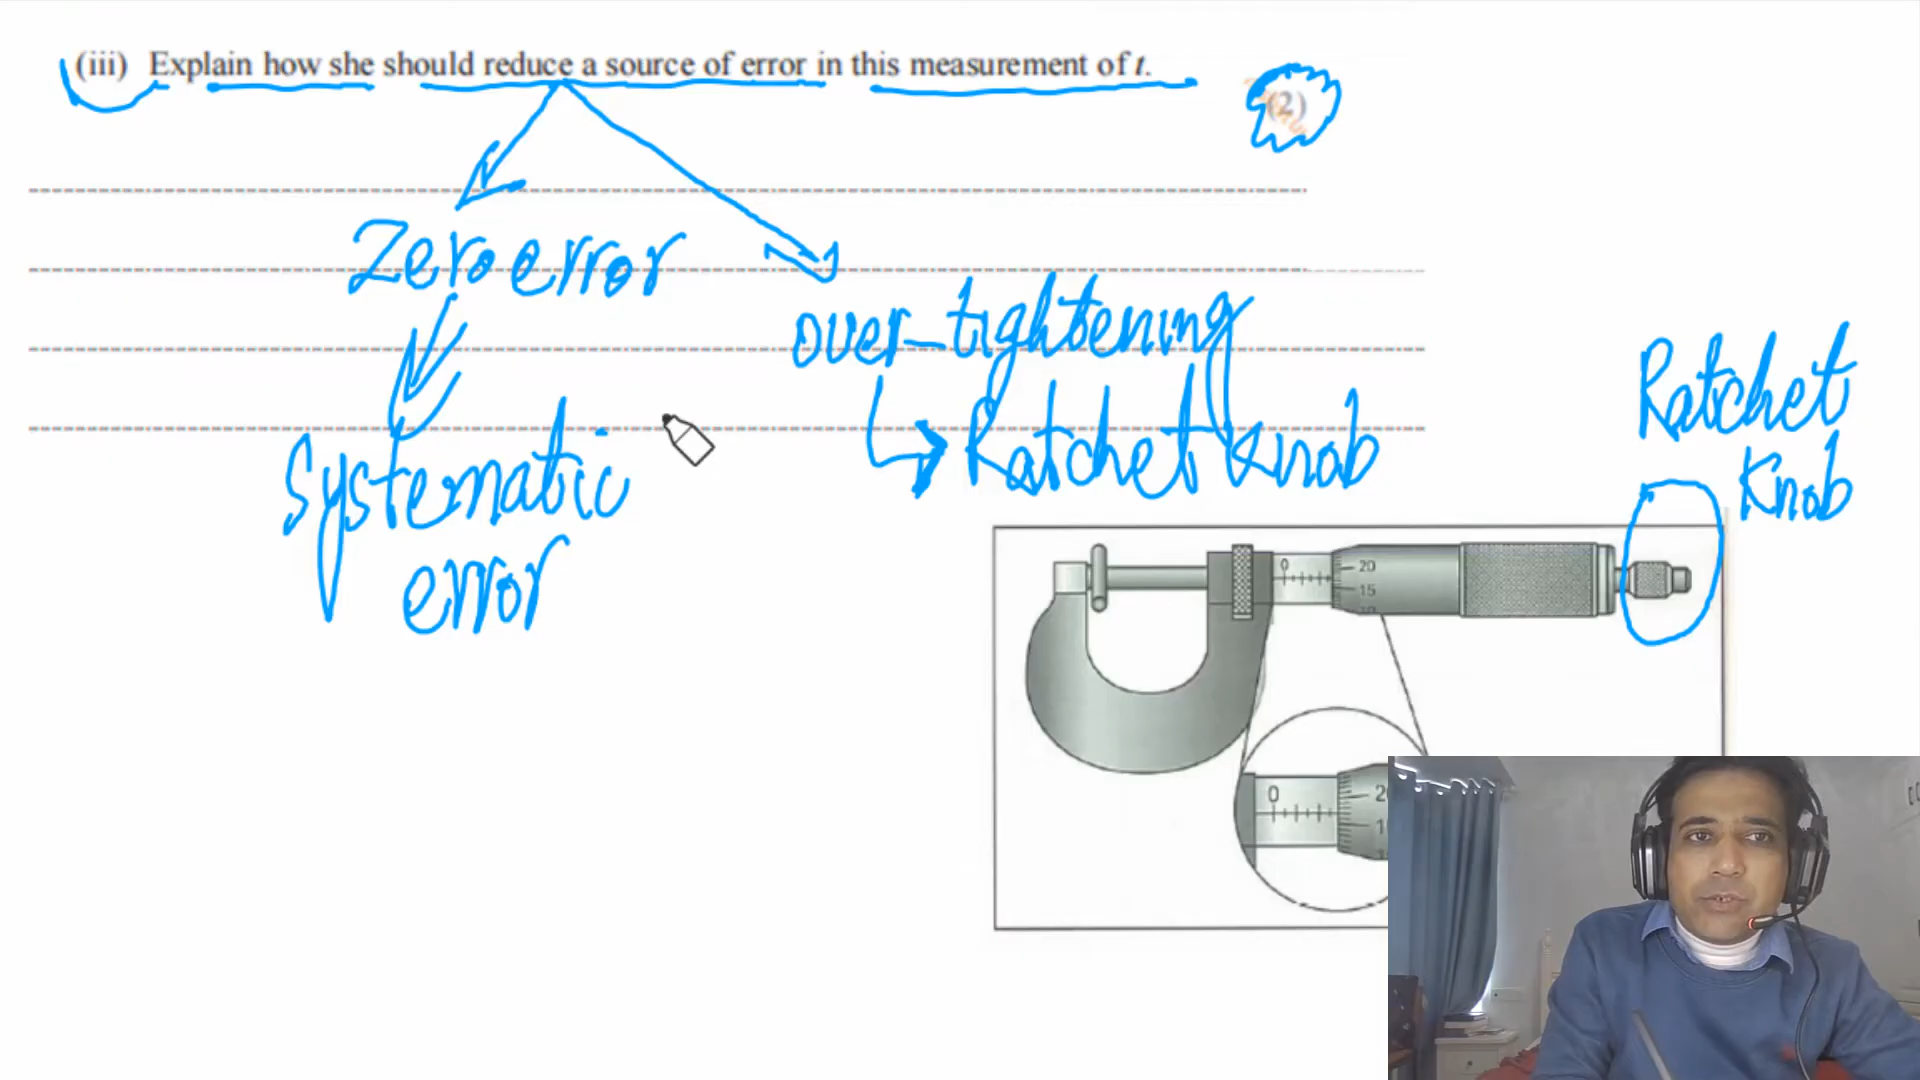 (iii) Explain how she should reduce a source of error in this measurement of t.
(2)
Zero error
over-tightening
Ratchet Knob
Systematic
error
Ratchet
Knob
0
20
15
10
0